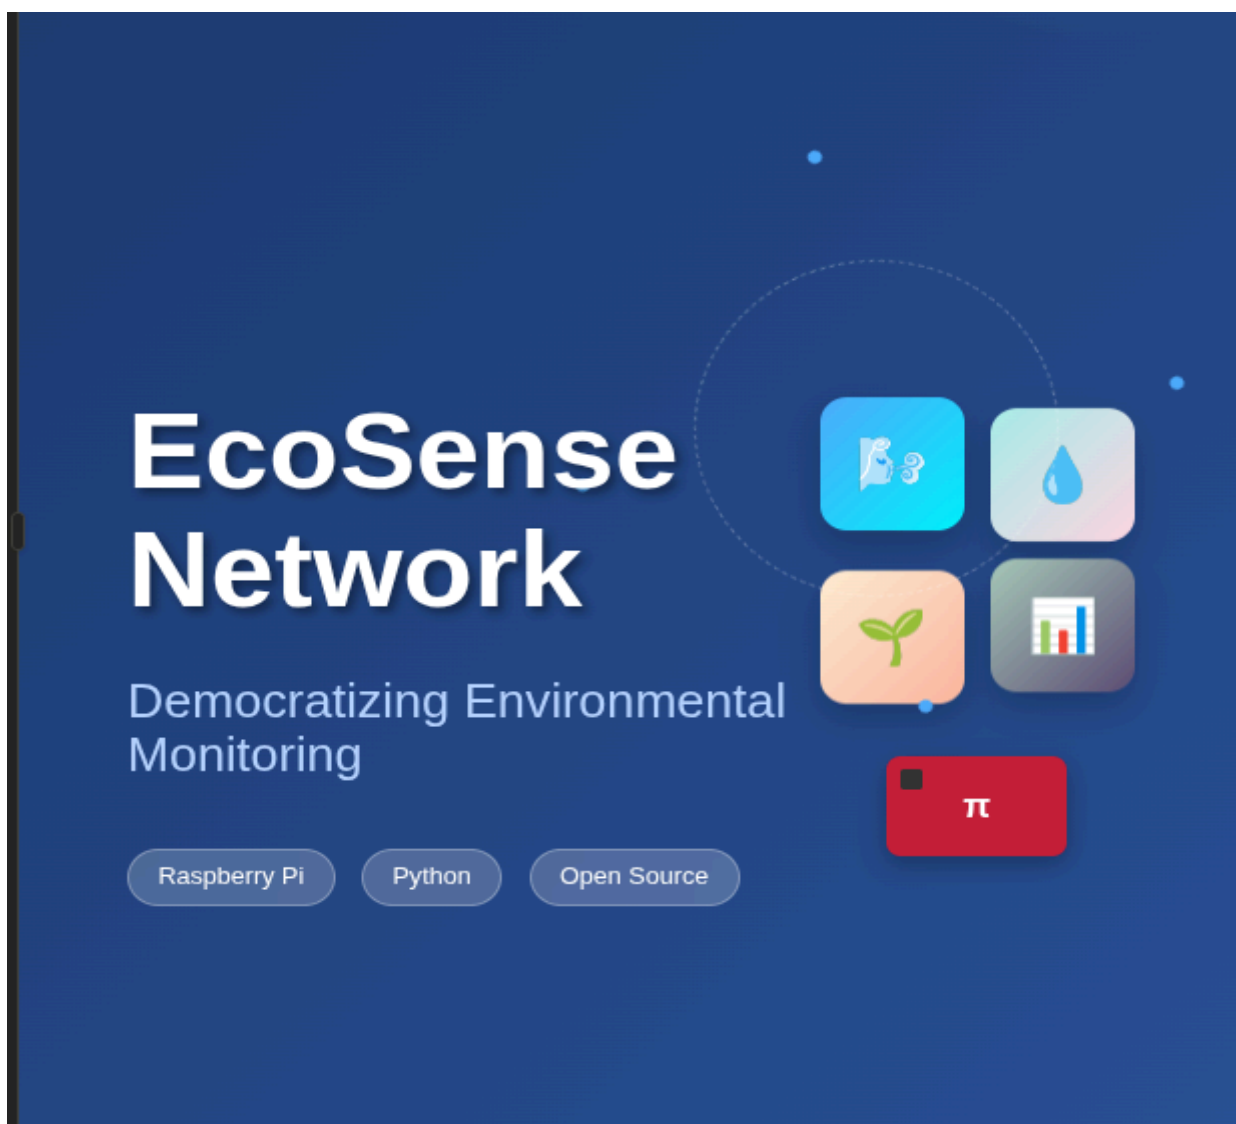 EcoSense
Network
Democratizing Environmental
Monitoring
Raspberry Pi
Python
Open Source
π